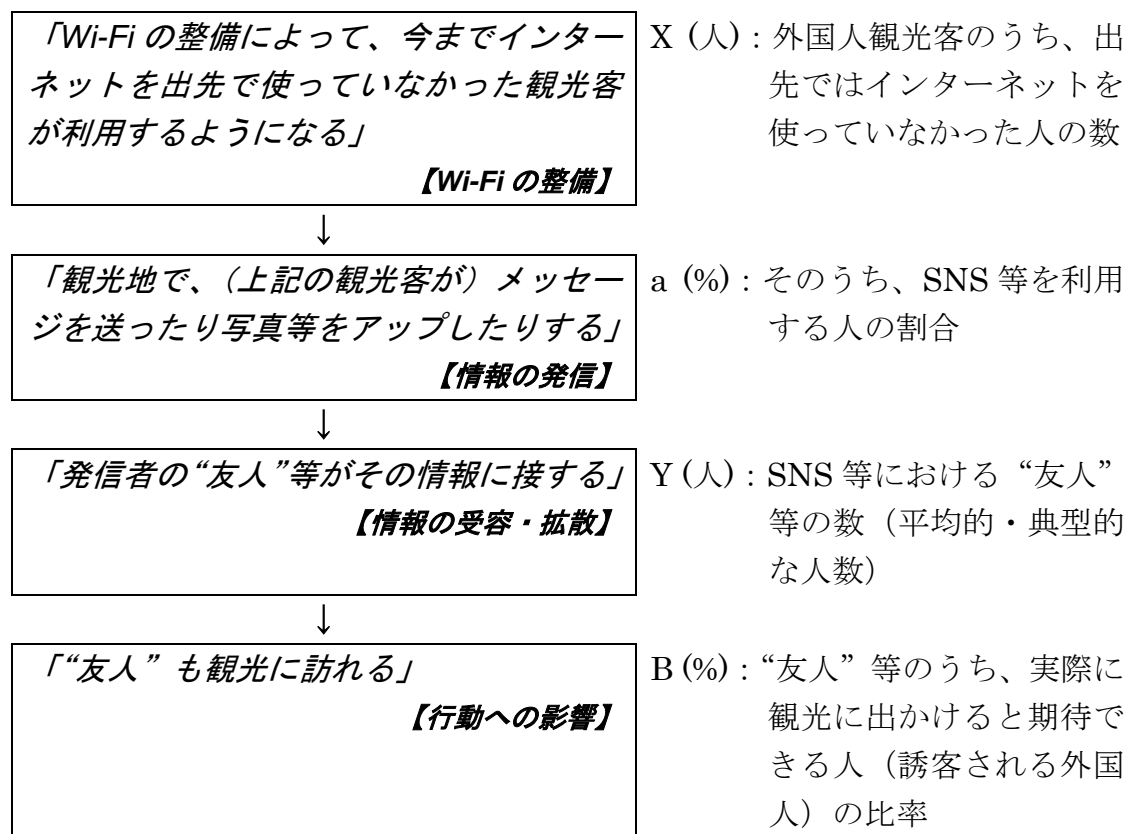 「Wi-Fi の整備によって、今までインター
ネットを出先で使っていなかった観光客
が利用するようになる」
【Wi-Fi の整備】
X (人)：外国人観光客のうち、出
先ではインターネットを
使っていなかった人の数
↓
「観光地で、（上記の観光客が）メッセー
ジを送ったり写真等をアップしたりする」
【情報の発信】
a (%)：そのうち、SNS 等を利用
する人の割合
↓
「発信者の“友人”等がその情報に接する」
【情報の受容・拡散】
Y (人)：SNS 等における“友人”
等の数（平均的・典型的
な人数）
↓
「“友人”も観光に訪れる」
【行動への影響】
B (%)：“友人”等のうち、実際に
観光に出かけると期待で
きる人（誘客される外国
人）の比率